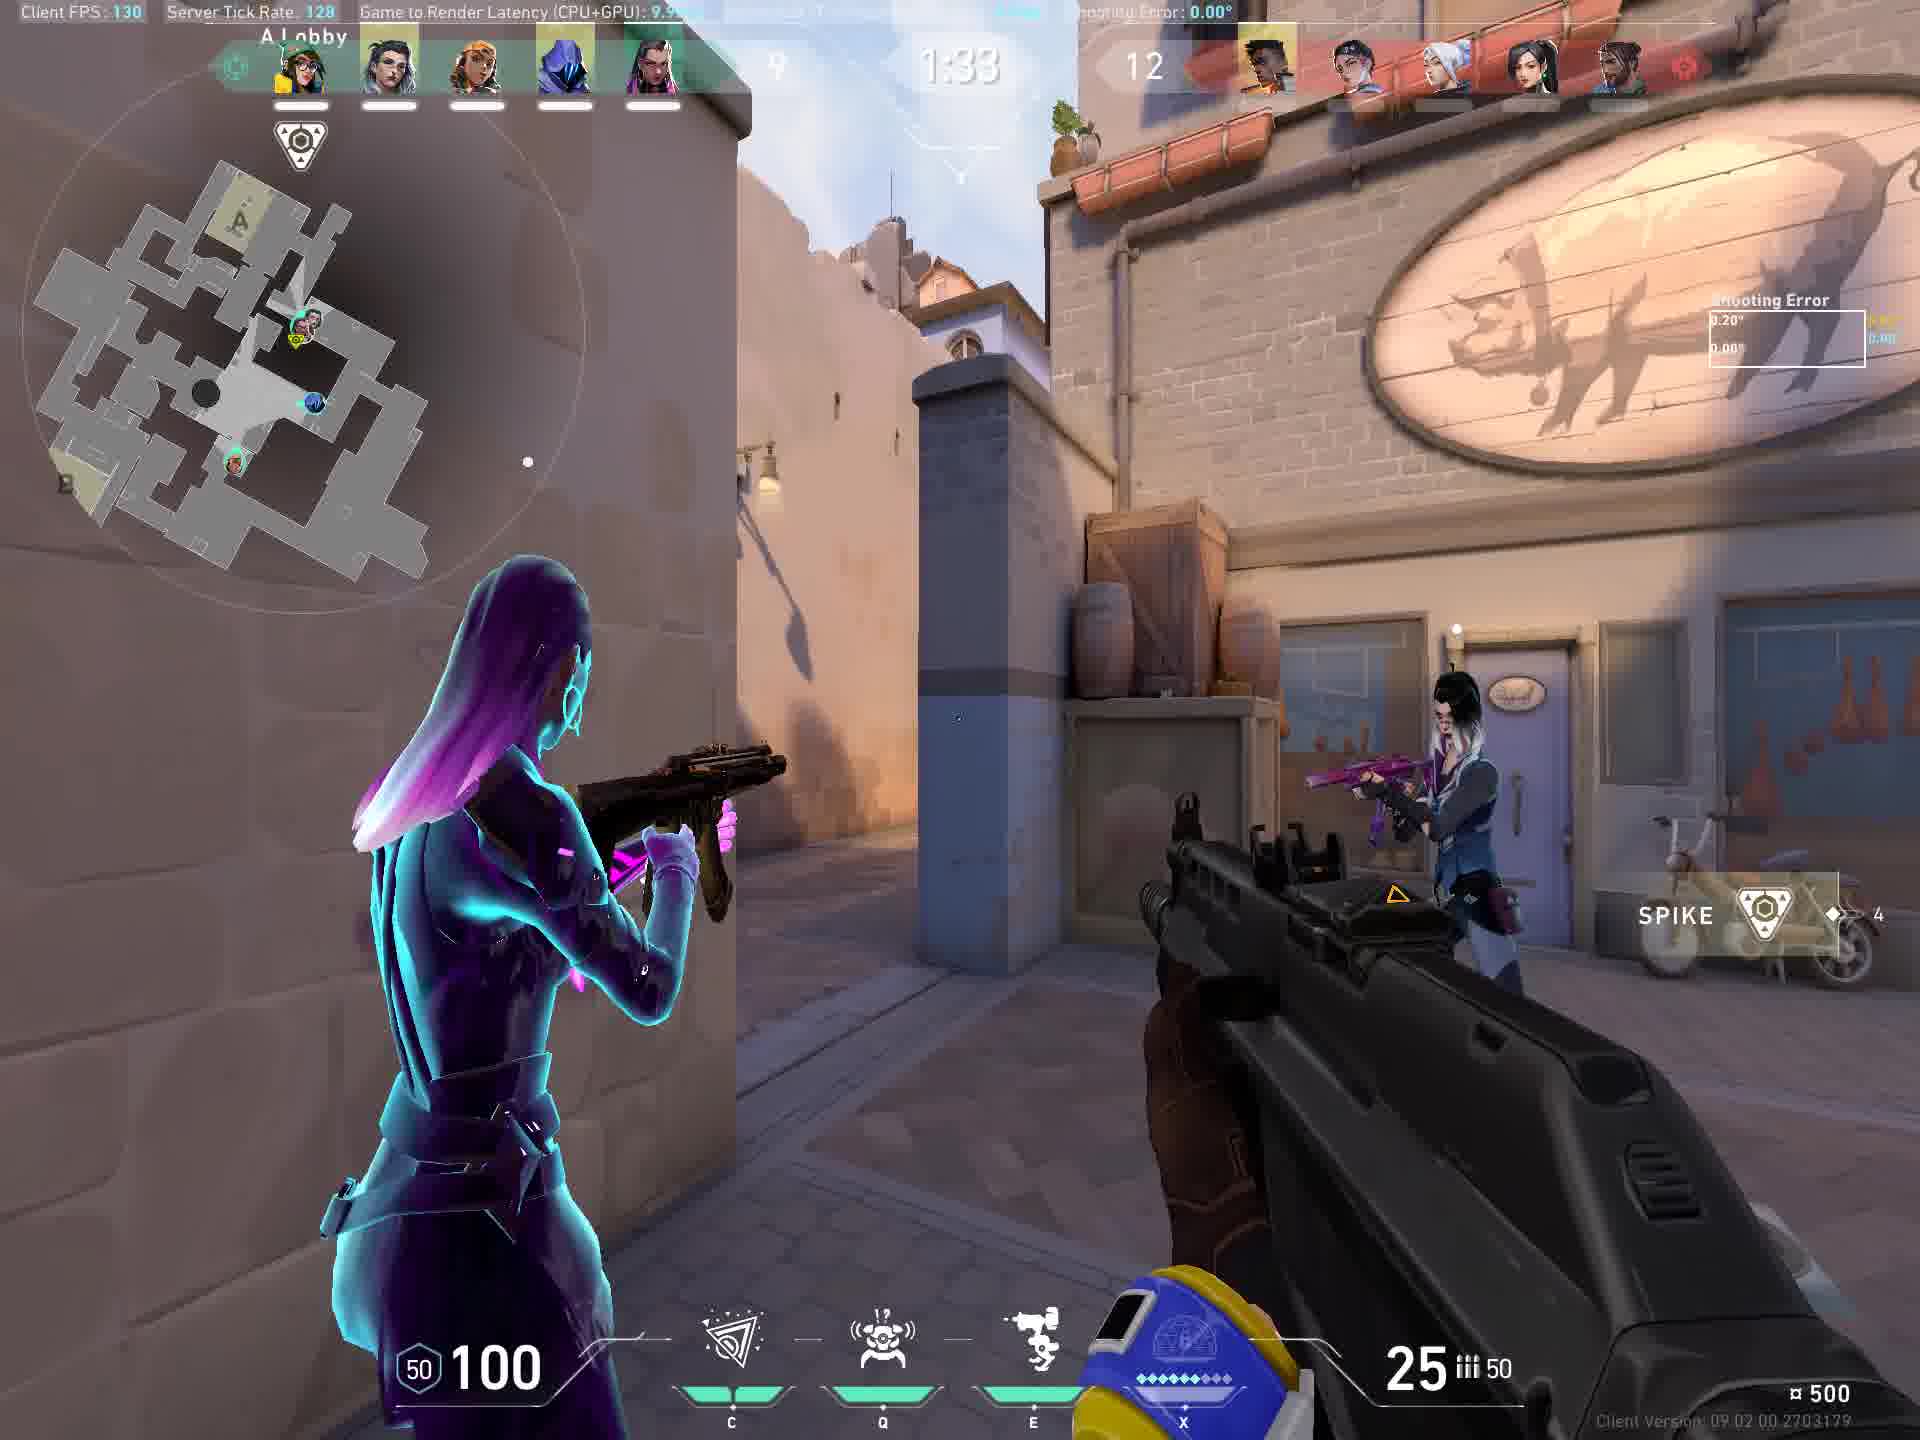 Client FPS: 130
Server Tick Rate: 128
Game to Render Latency (CPU+GPU):
Shooting Error: 0.00°
A Lobby
9
1:33
12
A
Shooting Error
0.20°
0.00°
0.00
SPIKE
4
50
100
C
Q
E
X
25
50
¤ 500
Client Version: 09.02.00.2703179